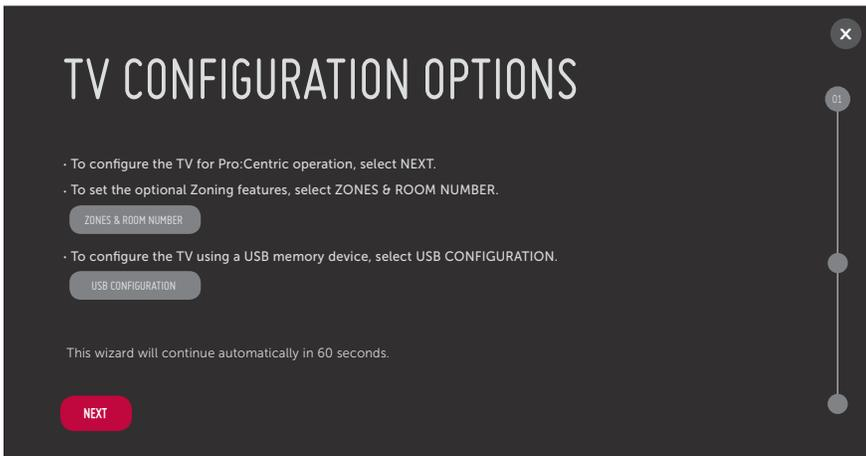 X
TV CONFIGURATION OPTIONS
01
· To configure the TV for Pro:Centric operation, select NEXT.
· To set the optional Zoning features, select ZONES & ROOM NUMBER.
ZONES & ROOM NUMBER
· To configure the TV using a USB memory device, select USB CONFIGURATION.
USB CONFIGURATION
This wizard will continue automatically in 60 seconds.
NEXT